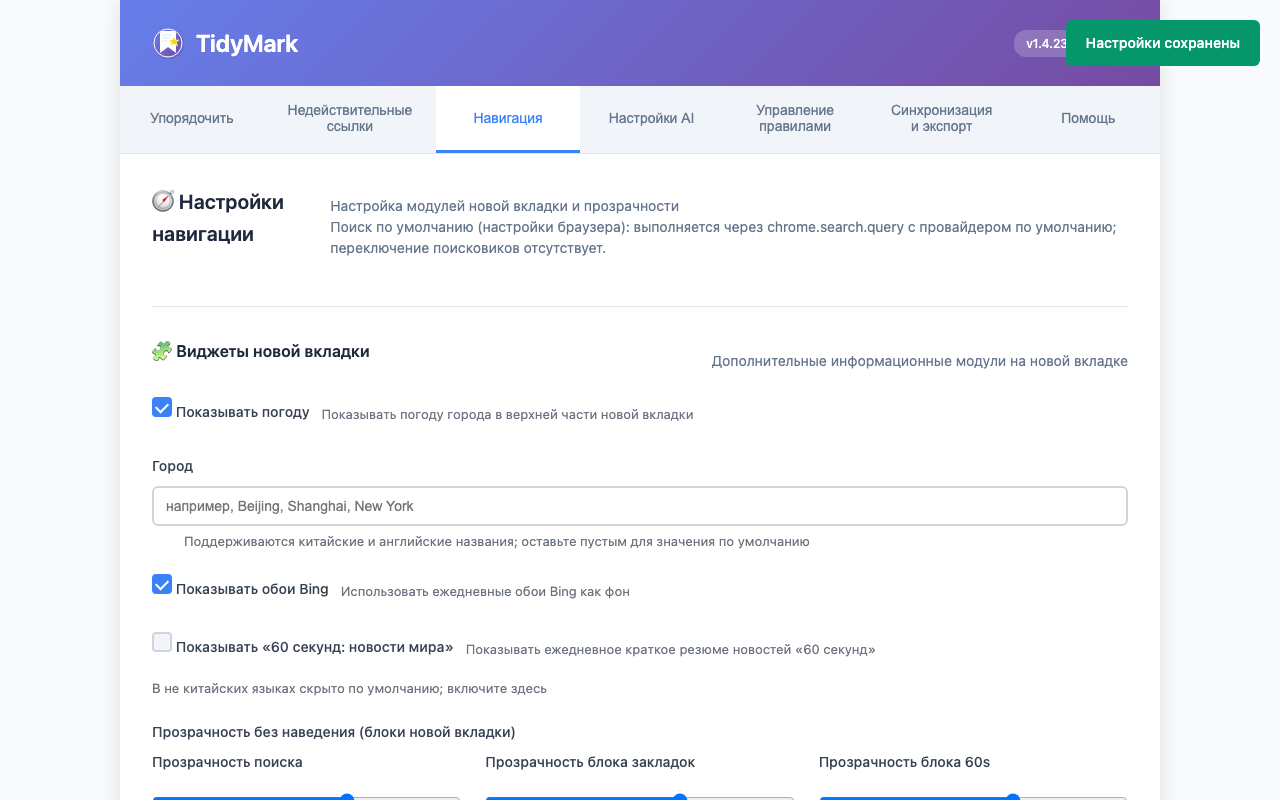 TidyMark
v1.4.23
Настройки сохранены
Упорядочить
Недействительные
ссылки
Навигация
Настройки AI
Управление
правилами
Синхронизация
и экспорт
Помощь
Настройки
навигации
Настройка модулей новой вкладки и прозрачности
Поиск по умолчанию (настройки браузера): выполняется через chrome.search.query с провайдером по умолчанию;
переключение поисковиков отсутствует.
Виджеты новой вкладки
Дополнительные информационные модули на новой вкладке
Показывать погоду Показывать погоду города в верхней части новой вкладки
Город
например, Beijing, Shanghai, New York
Поддерживаются китайские и английские названия; оставьте пустым для значения по умолчанию
Показывать обои Bing Использовать ежедневные обои Bing как фон
Показывать «60 секунд: новости мира» Показывать ежедневное краткое резюме новостей «60 секунд»
В не китайских языках скрыто по умолчанию; включите здесь
Прозрачность без наведения (блоки новой вкладки)
Прозрачность поиска
Прозрачность блока закладок
Прозрачность блока 60s